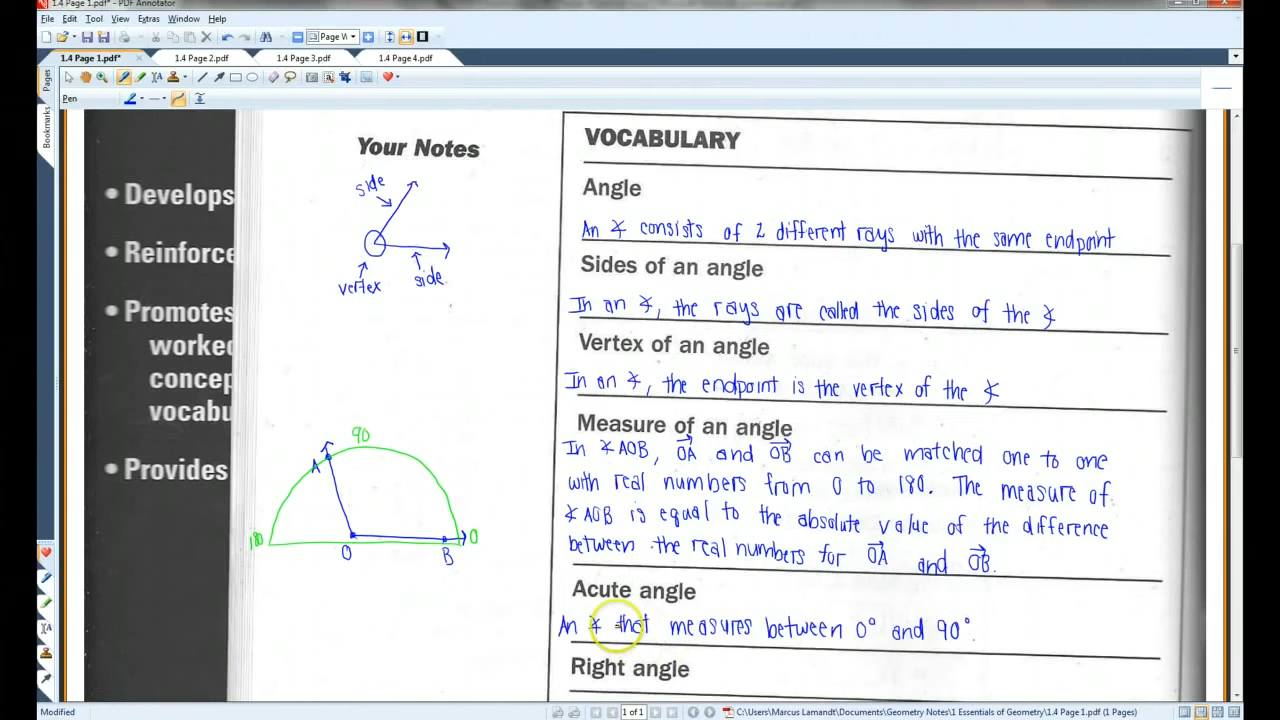 1.4 Page 1.pdf* - PDF Annotator
File Edit Tool View Extras Window Help
Page W
1.4 Page 1.pdf* 1.4 Page 2.pdf 1.4 Page 3.pdf 1.4 Page 4.pdf
Pen
Pages
Bookmarks
• Develops
• Reinforce
• Promotes
worked
concep
vocabu
• Provides
Your Notes
side
vertex
side
90
A
180
0
O
B
VOCABULARY
Angle
An ∡ consists of 2 different rays with the same endpoint
Sides of an angle
In an ∡, the rays are called the sides of the ∡
Vertex of an angle
In an ∡, the endpoint is the vertex of the ∡
Measure of an angle
In ∡AOB, OA→ and OB→ can be matched one to one
with real numbers from 0 to 180. The measure of
∡AOB is equal to the absolute value of the difference
between the real numbers for OA→ and OB→.
Acute angle
An ∡ that measures between 0° and 90°.
Right angle
Modified
1 of 1
C:\Users\Marcus Lamandt\Documents\Geometry Notes\1 Essentials of Geometry\1.4 Page 1.pdf (1 Pages)